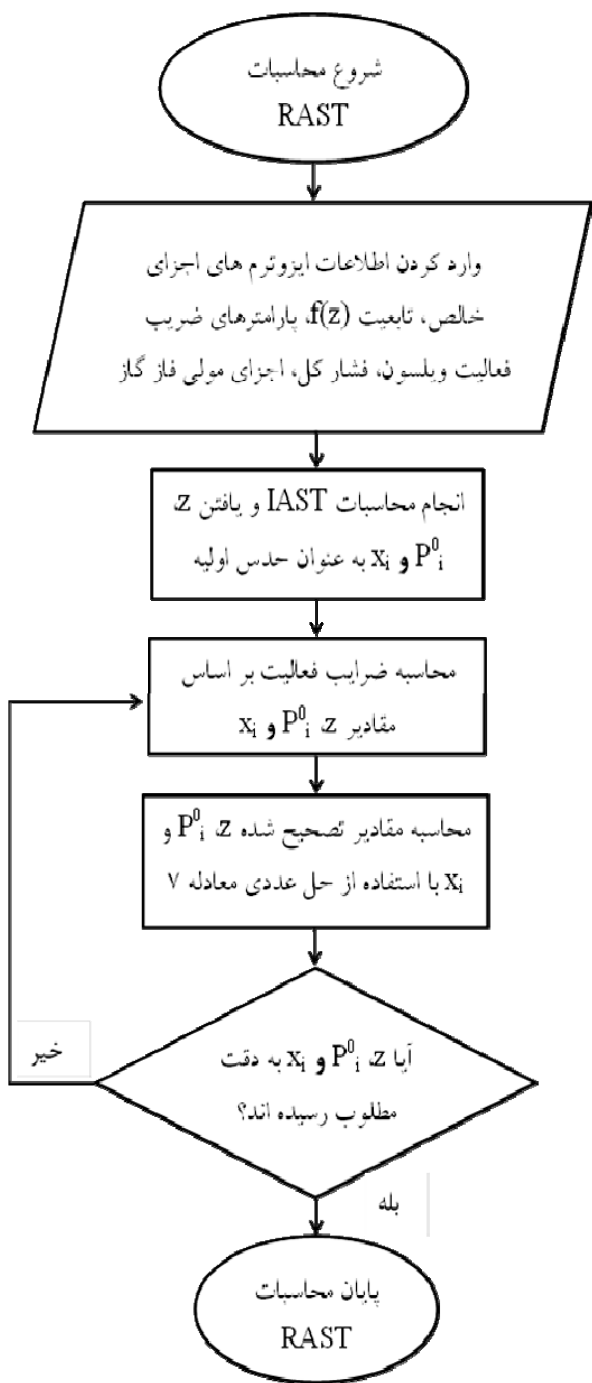 شروع محاسبات
RAST
وارد کردن اطلاعات ایزوترم های اجزای
خالص، تابعیت f(z)، پارامترهای ضریب
فعالیت ویلسون، فشار کل، اجزای مولی فاز گاز
انجام محاسبات IAST و یافتن z،
P⁰ᵢ و xᵢ به عنوان حدس اولیه
محاسبه ضرایب فعالیت بر اساس
مقادیر z، P⁰ᵢ و xᵢ
محاسبه مقادیر تصحیح شده z، P⁰ᵢ و
xᵢ با استفاده از حل عددی معادله ۷
آیا z، P⁰ᵢ و xᵢ به دقت
مطلوب رسیده اند؟
خیر
بله
پایان محاسبات
RAST